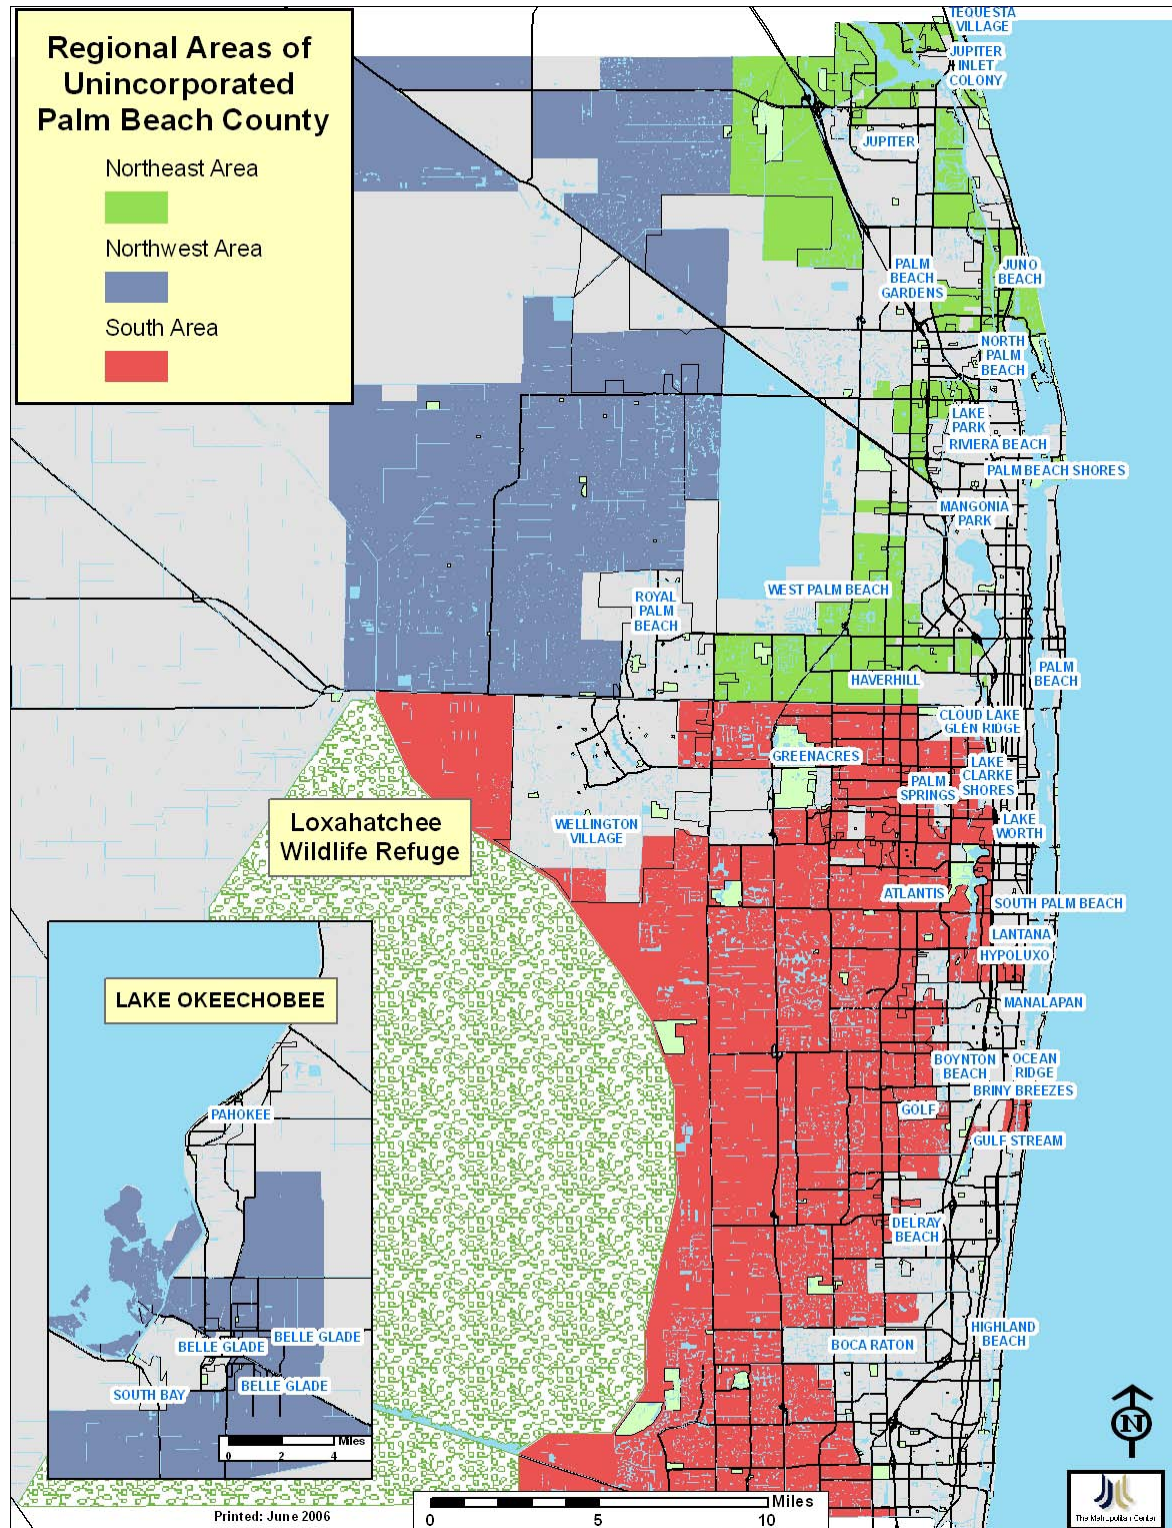 Regional Areas of
Unincorporated
Palm Beach County
Northeast Area
Northwest Area
South Area
TEQUESTA
VILLAGE
JUPITER
INLET
COLONY
JUPITER
PALM
BEACH
GARDENS
JUNO
BEACH
NORTH
PALM
BEACH
LAKE
PARK
RIVIERA BEACH
PALM BEACH SHORES
MANGONIA
PARK
WEST PALM BEACH
ROYAL
PALM
BEACH
PALM
BEACH
HAVERHILL
CLOUD LAKE
GLEN RIDGE
GREENACRES
LAKE
CLARKE
SHORES
PALM
SPRINGS
LAKE
WORTH
WELLINGTON
VILLAGE
Loxahatchee
Wildlife Refuge
ATLANTIS
SOUTH PALM BEACH
LANTANA
HYPOLUXO
MANALAPAN
BOYNTON
BEACH
OCEAN
RIDGE
BRINY BREEZES
GOLF
GULF STREAM
DELRAY
BEACH
HIGHLAND
BEACH
BOCA RATON
LAKE OKEECHOBEE
PAHOKEE
BELLE GLADE
BELLE GLADE
BELLE GLADE
SOUTH BAY
Miles
0 2 4
N
Printed: June 2006
Miles
0 5 10
The Metropolitan Center